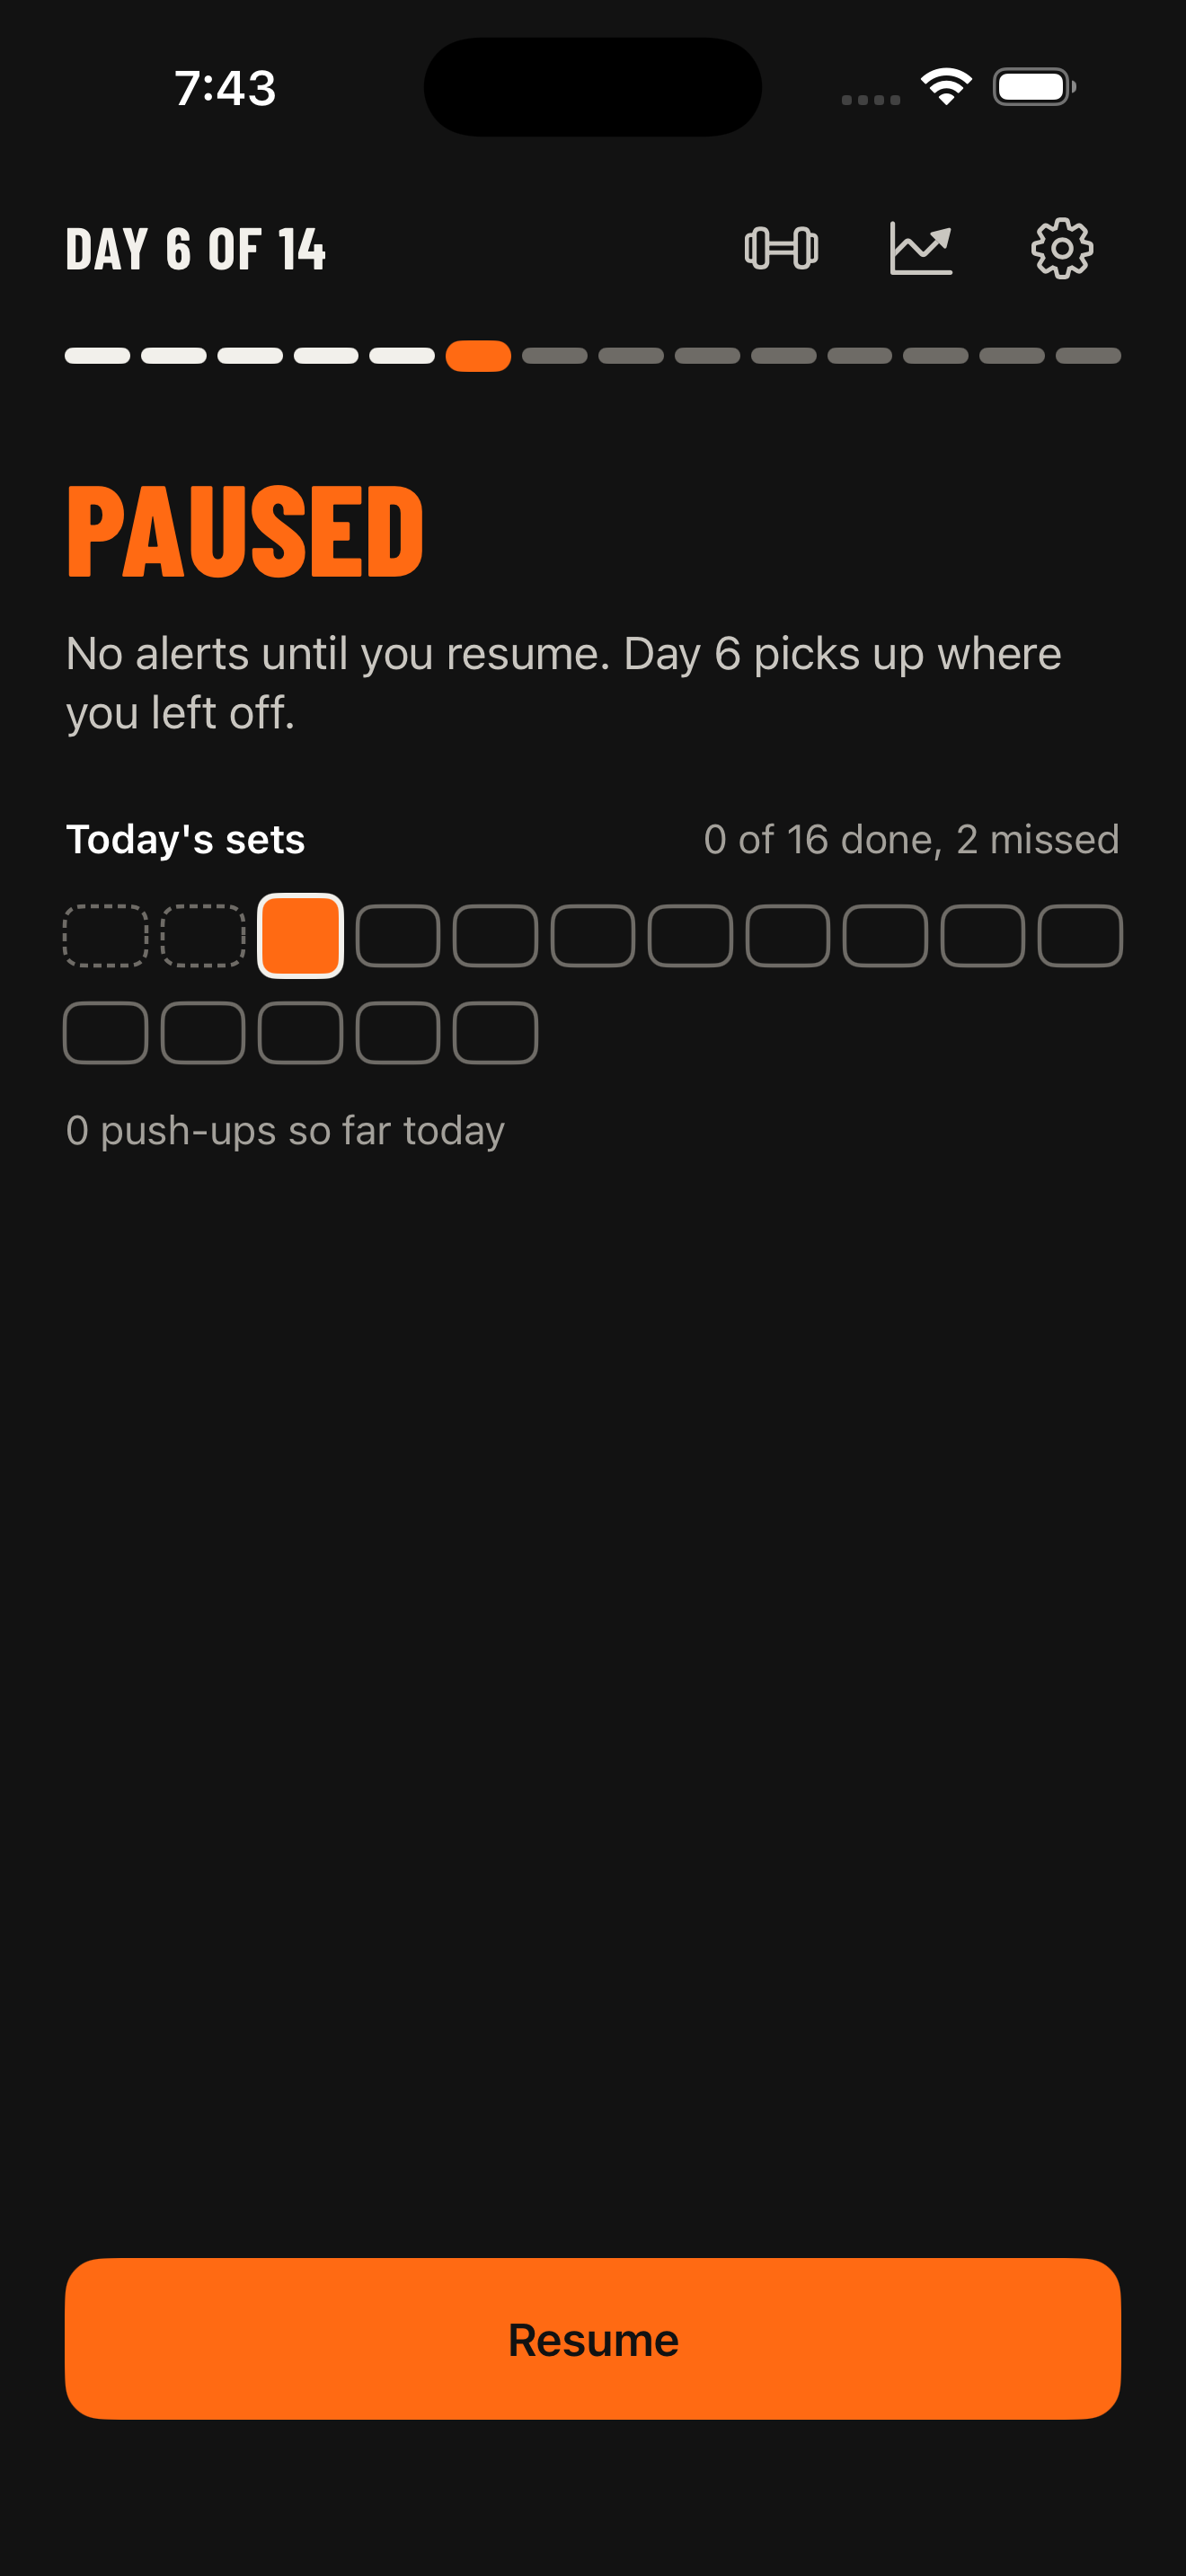 7:43
DAY 6 OF 14
PAUSED
No alerts until you resume. Day 6 picks up where
you left off.
Today's sets
0 of 16 done, 2 missed
0 push-ups so far today
Resume